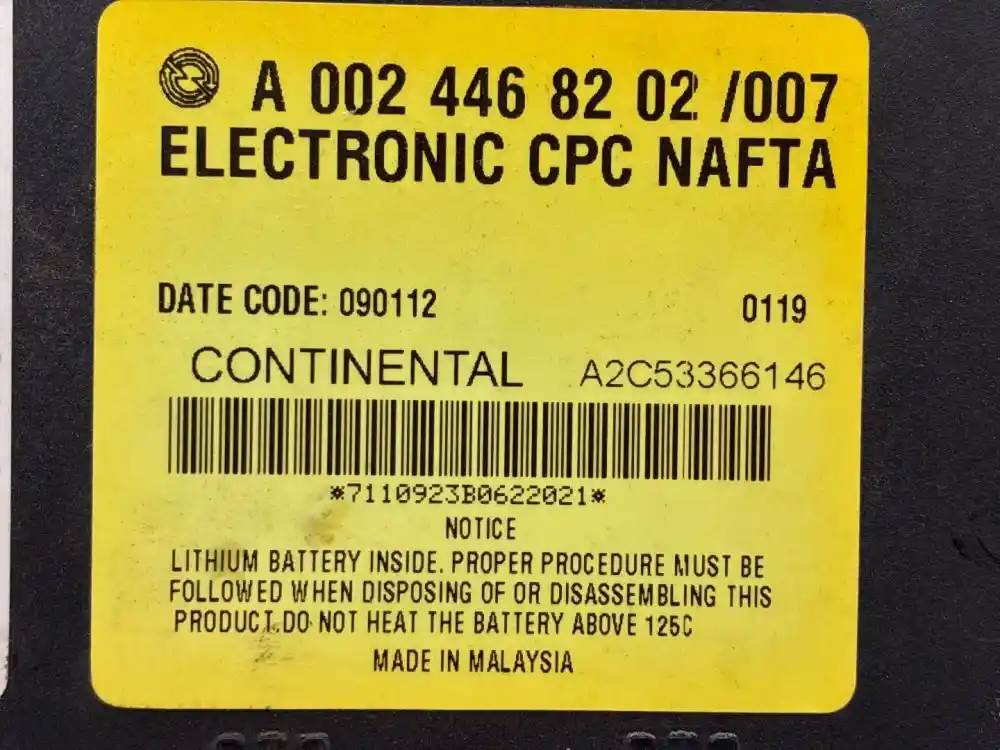 A 002 446 82 02 /007
ELECTRONIC CPC NAFTA
DATE CODE: 090112 0119
CONTINENTAL A2C53366146
*7110923B0622021*
NOTICE
LITHIUM BATTERY INSIDE. PROPER PROCEDURE MUST BE
FOLLOWED WHEN DISPOSING OF OR DISASSEMBLING THIS
PRODUCT.DO NOT HEAT THE BATTERY ABOVE 125C
MADE IN MALAYSIA